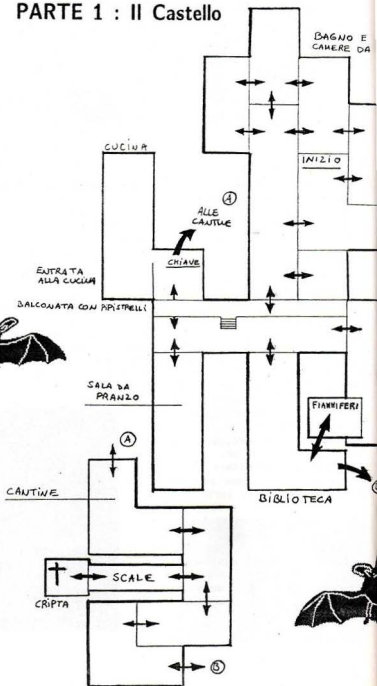 PARTE 1 : Il Castello
BAGNO E
CAMERE DA
CUCINA
INIZIO
A
ALLE
CANTINE
CHIAVE
ENTRATA
ALLA CUCINA
BALCONATA CON PIPISTRELLI
SALA DA
PRANZO
FIAMMIFERI
A
CANTINE
BIBLIOTECA
SCALE
CRIPTA
B